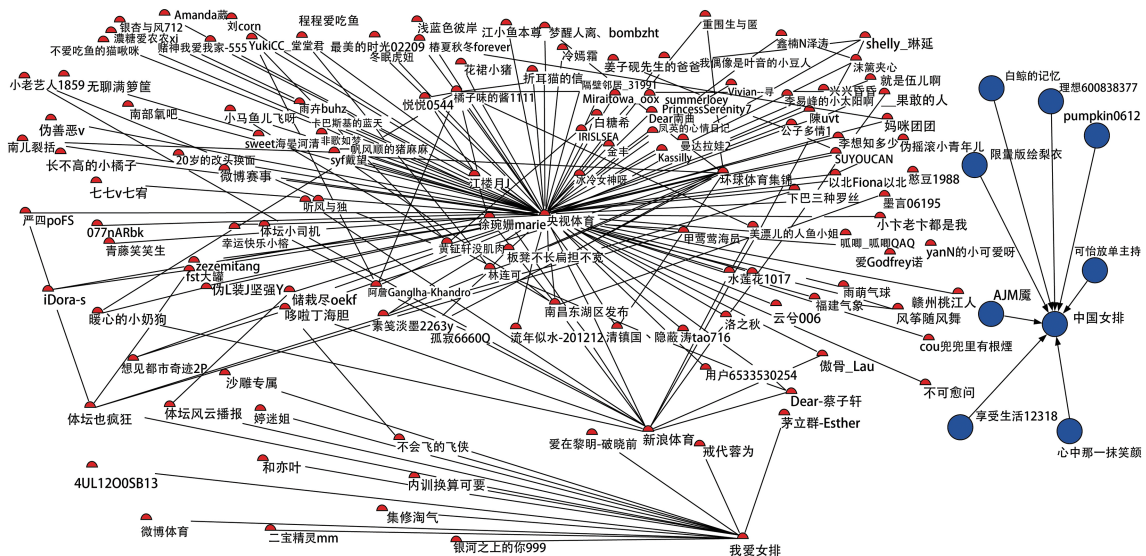 银杏与风712
Amanda葳
刘corn
程程爱吃鱼
浅蓝色彼岸
江小鱼本尊
梦醒人离、
bombzht
重围生与匿
濃糖爱农农xj
不爱吃鱼的猫啾咪
赌神我爱我家-555
YukiCC_
堂堂君
最美的时光02209
椿夏秋冬forever
冷嫣霜
鑫楠N泽涛
shelly_琳延
冬眠虎妞
姜子砚先生的爸爸
我偶像是叶音的小豆人
沫篱夹心
花裙小猪
折耳猫的信
小老艺人1859
无聊满箩筐
隔壁邻居_31991
Vivian一寻
兴兴昏昏
就是伍儿啊
白鲸的记忆
理想600838377
南部氧吧
小马鱼儿飞呀
雨卉buhz
悦悦0544
橘子味的酱1111
Miraitowa_oox
summerloey
PrincessSerenity7
李易峰的小太阳啊
果敢的人
伪善恶v
卡巴斯基的蓝天
白糖希
Dear南曲
陳uvt
妈咪团团
pumpkin0612
南儿裂括
sweet海曼河清
非歌如梦
IRISLSEA
凤英的心情日记
公子多情1
李想知多少
伪摇滚小青年儿
长不高的小橘子
20岁的改头换面
syf戴望
帆风顺的猪麻麻
金丰
曼达拉娃2
Kassilly
SUYOUCAN
限量版绘梨衣
微博赛事
江楼月J
冰冷女神呀
环球体育集锦
以北Fiona以北
憨豆1988
七七v七宥
下巴三种罗丝
墨言06195
严四poFS
听风与独
徐琬姗marie
央视体育
小卞老卞都是我
077nARbk
体坛小司机
幸运快乐小榕
甲莺莺海员
美漂儿的人鱼小姐
呱唧_呱唧QAQ
青藤笑笑生
黄钲轩没肌肉
板凳不长扁担不宽
爱Godfrey诺
yanN的小可爱呀
可怡放单主持
zezemitang
fst大罐
林连可
水莲花1017
iDora-s
伪L装J坚强Y
储栽尽oekf
阿詹Ganglha-Khandro
雨萌气球
赣州桃江人
AJM魇
暖心的小奶狗
哆啦丁海胆
南昌东湖区发布
福建气象
风筝随风舞
中国女排
素笺淡墨2263y
云兮006
孤寂6660Q
流年似水-201212
清镇国丶隐蔽
涛tao716
洛之秋
cou兜兜里有根煙
想见都市奇迹2P
用户6533530254
傲骨_Lau
沙雕专属
不可愈问
Dear-蔡子轩
体坛也疯狂
体坛风云播报
婷迷姐
茅立群-Esther
享受生活12318
不会飞的飞侠
爱在黎明-破晓前
新浪体育
戒代蓉为
心中那一抹笑颜
和亦叶
4UL12O0SB13
内训换算可要
集修淘气
微博体育
二宝精灵mm
银河之上的你999
我爱女排